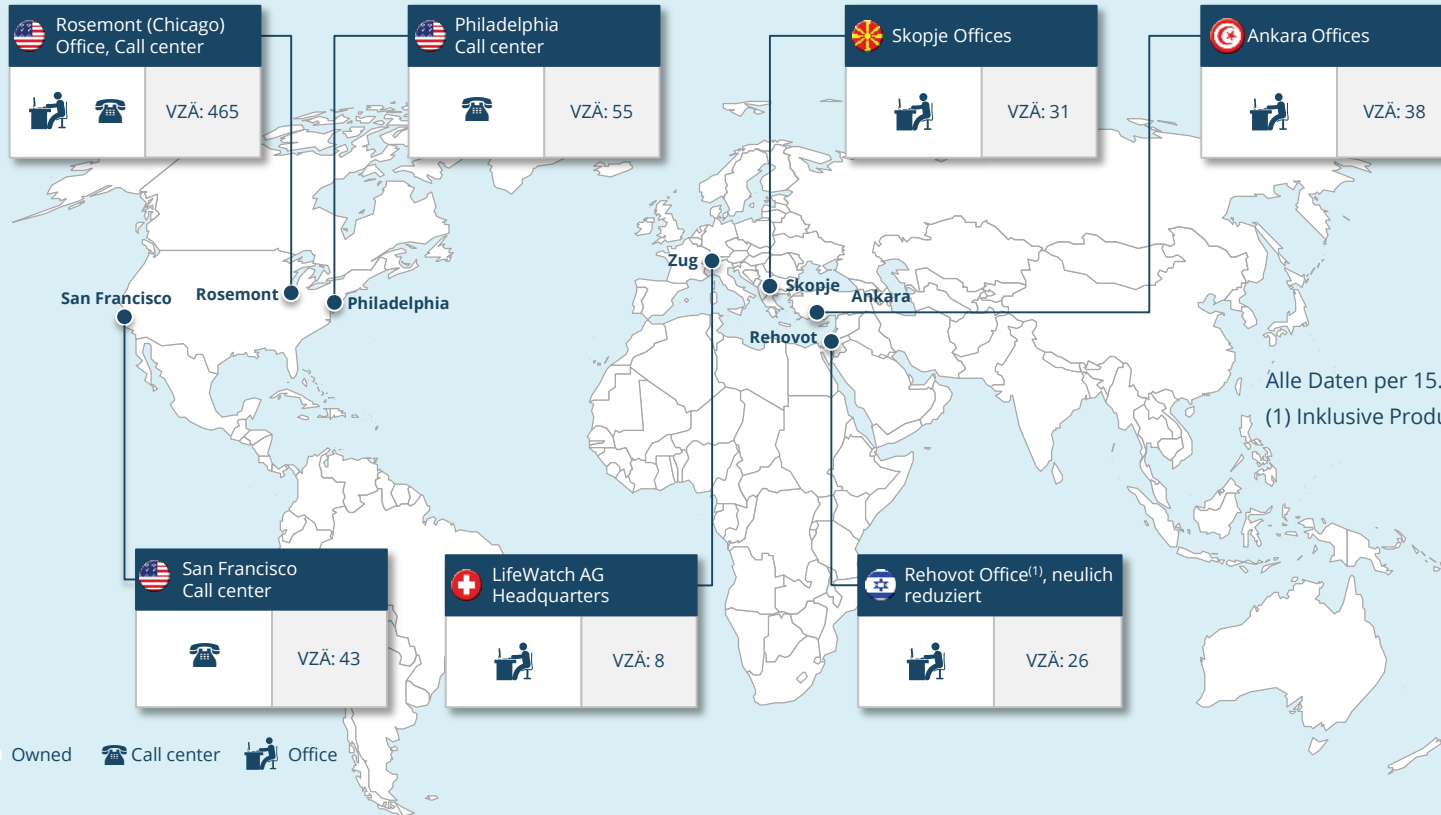 Rosemont (Chicago)
Office, Call center
VZÄ: 465
Philadelphia
Call center
VZÄ: 55
Skopje Offices
VZÄ: 31
Ankara Offices
VZÄ: 38
Zug
San Francisco
Rosemont
Philadelphia
Skopje
Ankara
Rehovot
Alle Daten per 15.
(1) Inklusive Produ
San Francisco
Call center
VZÄ: 43
LifeWatch AG
Headquarters
VZÄ: 8
Rehovot Office(1), neulich
reduziert
VZÄ: 26
Owned
Call center
Office